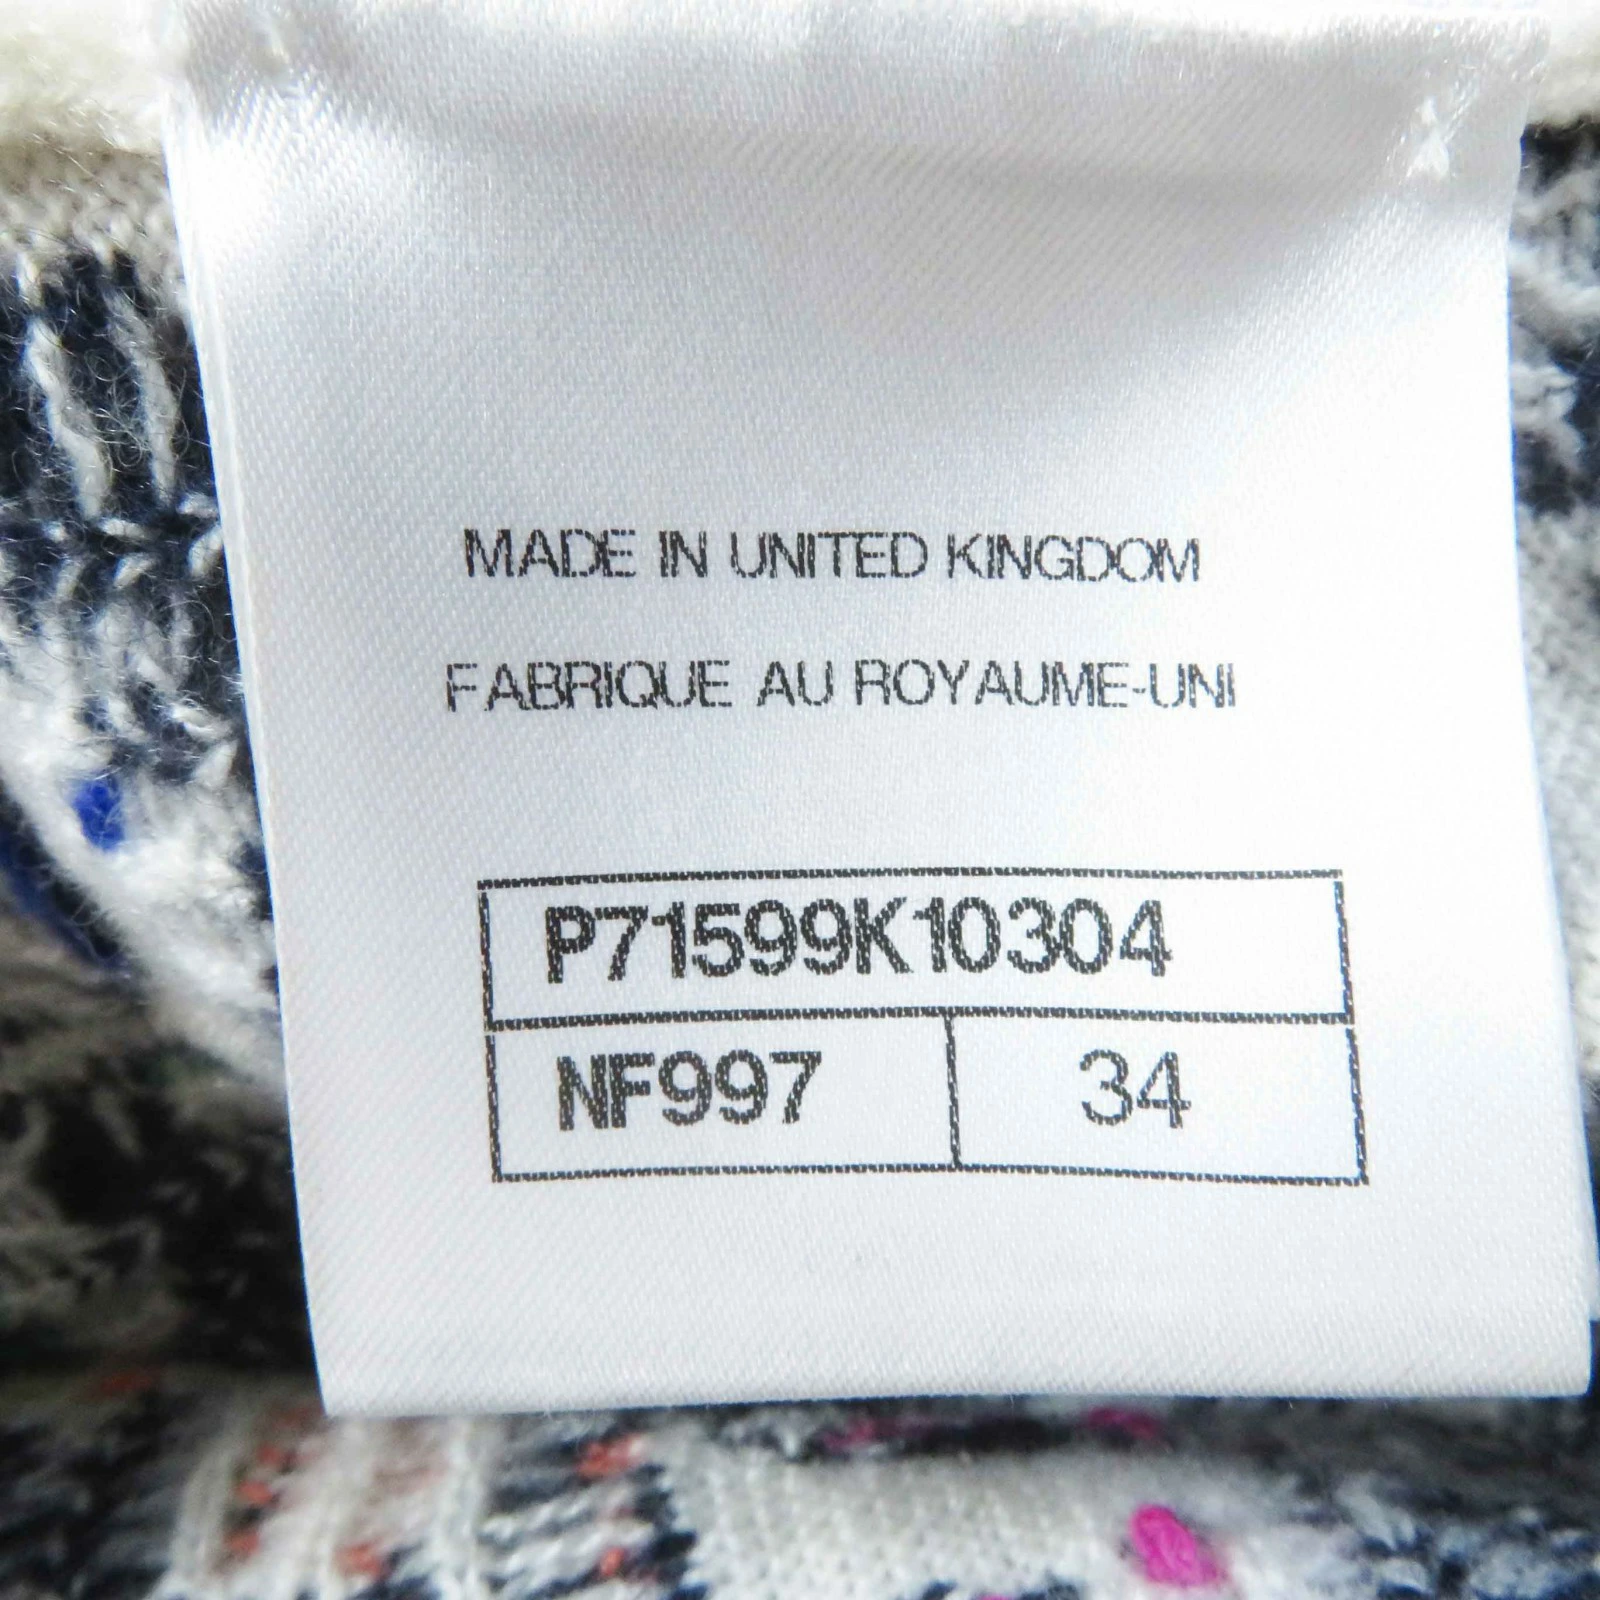 MADE IN UNITED KINGDOM
FABRIQUE AU ROYAUME-UNI
P71599K10304
NF997 34